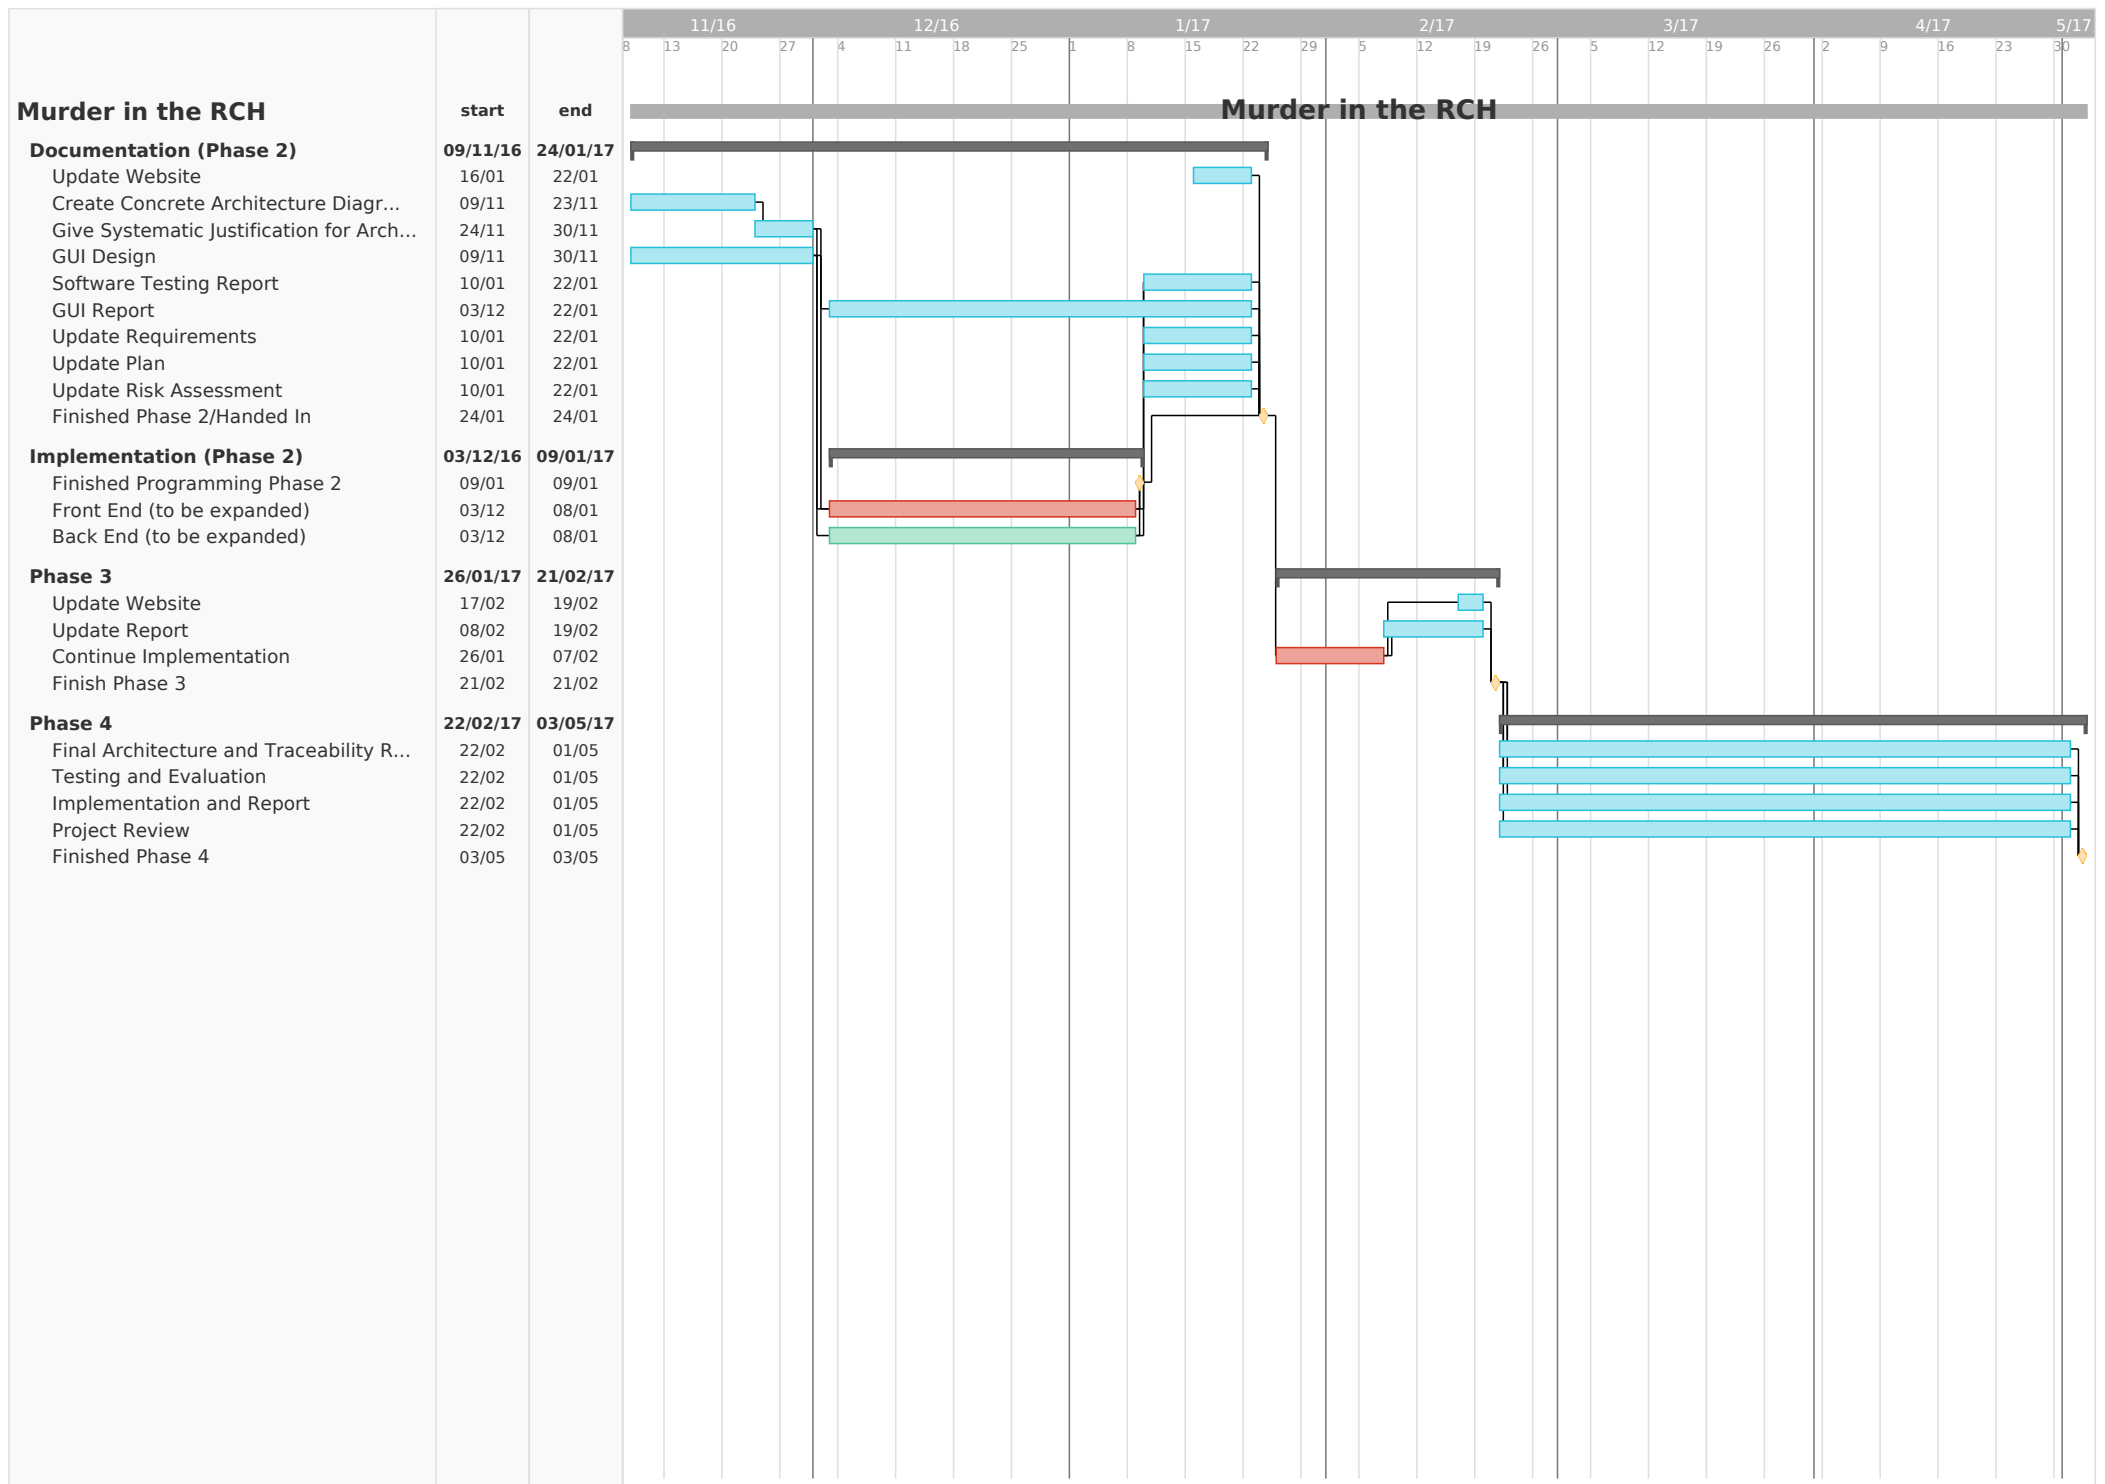 11/16 12/16 1/17 2/17 3/17 4/17 5/17
8 13 20 27 4 11 18 25 1 8 15 22 29 5 12 19 26 5 12 19 26 2 9 16 23 30
Murder in the RCH start end Murder in the RCH
Documentation (Phase 2) 09/11/16 24/01/17
Update Website 16/01 22/01
Create Concrete Architecture Diagr... 09/11 23/11
Give Systematic Justification for Arch... 24/11 30/11
GUI Design 09/11 30/11
Software Testing Report 10/01 22/01
GUI Report 03/12 22/01
Update Requirements 10/01 22/01
Update Plan 10/01 22/01
Update Risk Assessment 10/01 22/01
Finished Phase 2/Handed In 24/01 24/01
Implementation (Phase 2) 03/12/16 09/01/17
Finished Programming Phase 2 09/01 09/01
Front End (to be expanded) 03/12 08/01
Back End (to be expanded) 03/12 08/01
Phase 3 26/01/17 21/02/17
Update Website 17/02 19/02
Update Report 08/02 19/02
Continue Implementation 26/01 07/02
Finish Phase 3 21/02 21/02
Phase 4 22/02/17 03/05/17
Final Architecture and Traceability R... 22/02 01/05
Testing and Evaluation 22/02 01/05
Implementation and Report 22/02 01/05
Project Review 22/02 01/05
Finished Phase 4 03/05 03/05